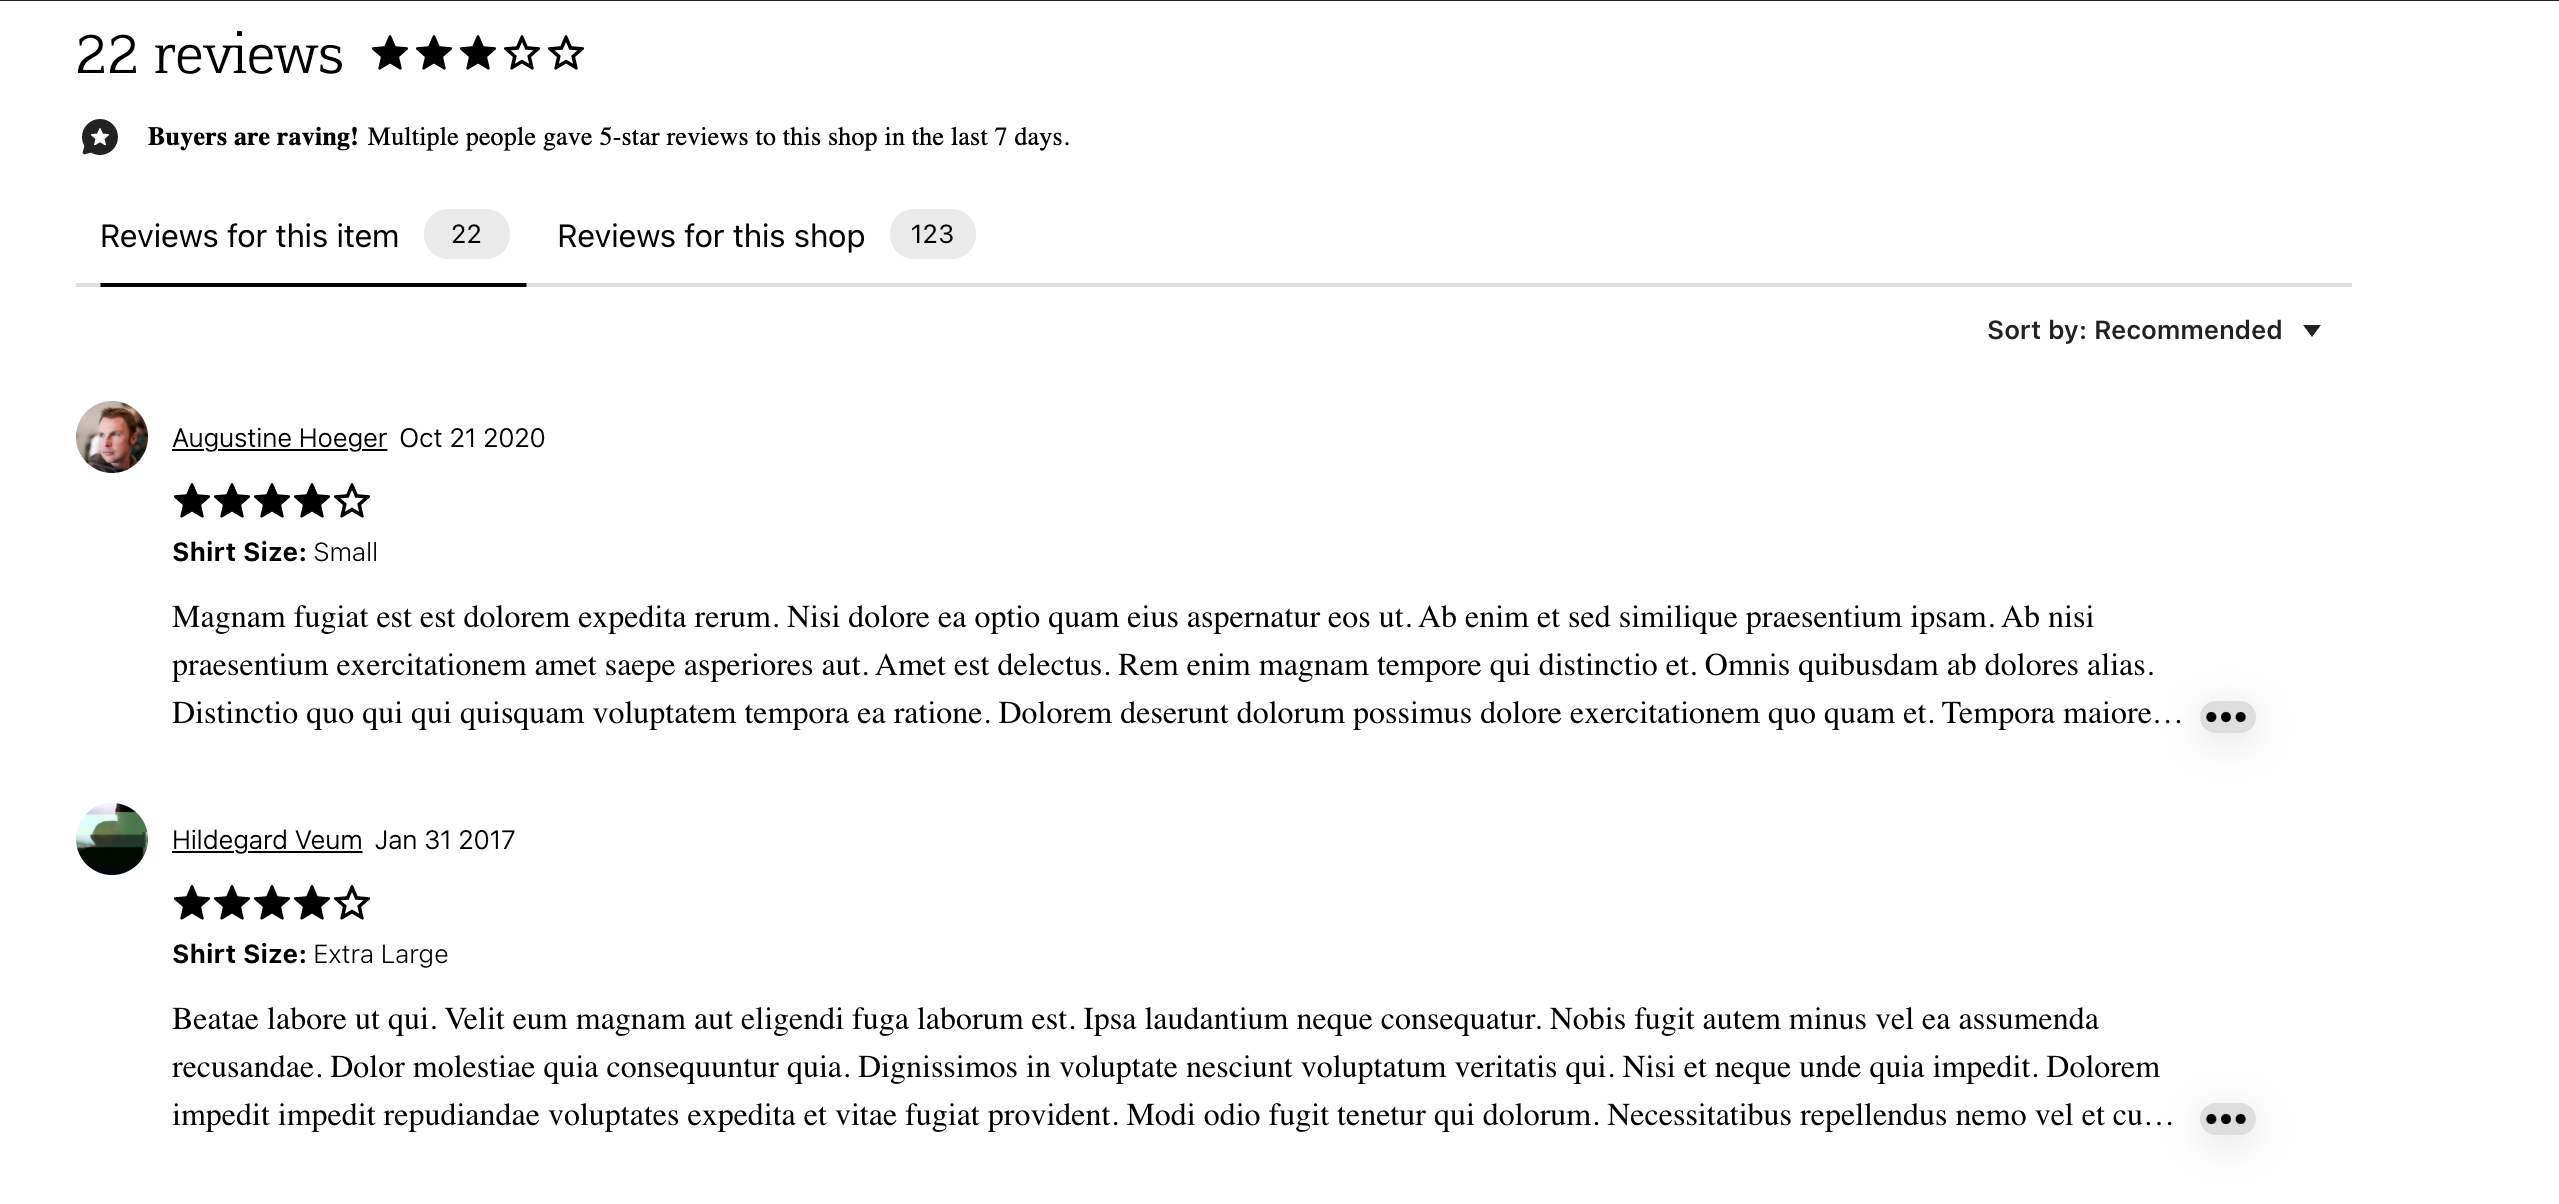 22 reviews
Buyers are raving! Multiple people gave 5-star reviews to this shop in the last 7 days.
Reviews for this item 22 Reviews for this shop 123
Sort by: Recommended
Augustine Hoeger Oct 21 2020
Shirt Size: Small
Magnam fugiat est est dolorem expedita rerum. Nisi dolore ea optio quam eius aspernatur eos ut. Ab enim et sed similique praesentium ipsam. Ab nisi
praesentium exercitationem amet saepe asperiores aut. Amet est delectus. Rem enim magnam tempore qui distinctio et. Omnis quibusdam ab dolores alias.
Distinctio quo qui qui quisquam voluptatem tempora ea ratione. Dolorem deserunt dolorum possimus dolore exercitationem quo quam et. Tempora maiore…
Hildegard Veum Jan 31 2017
Shirt Size: Extra Large
Beatae labore ut qui. Velit eum magnam aut eligendi fuga laborum est. Ipsa laudantium neque consequatur. Nobis fugit autem minus vel ea assumenda
recusandae. Dolor molestiae quia consequuntur quia. Dignissimos in voluptate nesciunt voluptatum veritatis qui. Nisi et neque unde quia impedit. Dolorem
impedit impedit repudiandae voluptates expedita et vitae fugiat provident. Modi odio fugit tenetur qui dolorum. Necessitatibus repellendus nemo vel et cu…